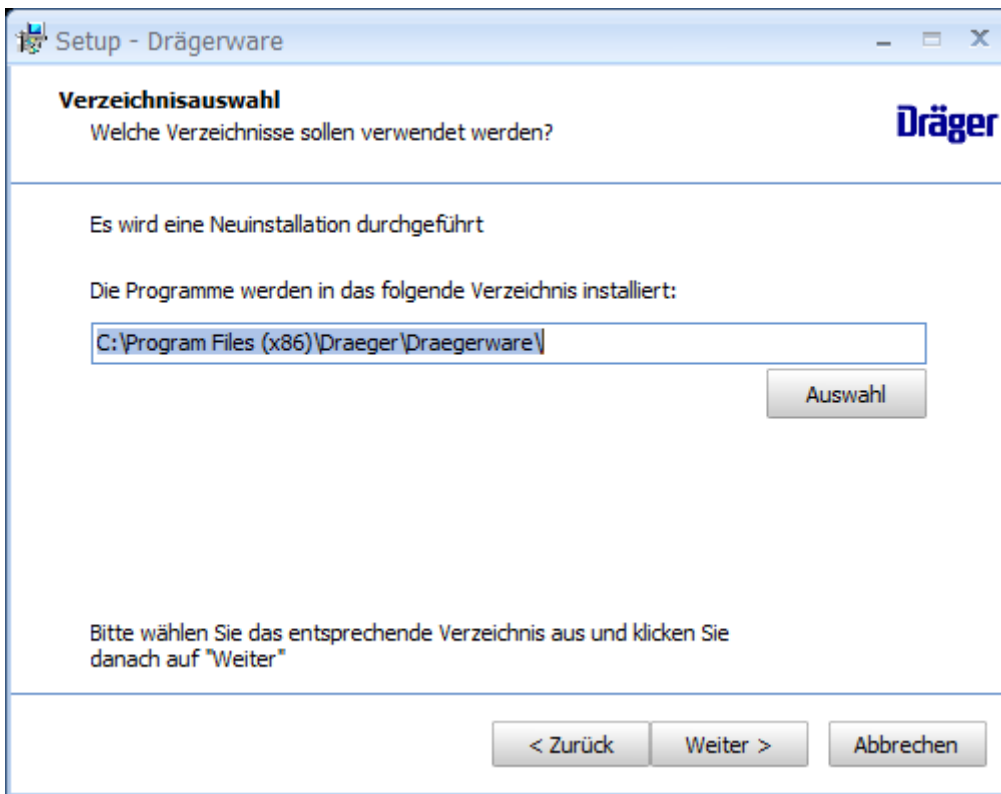 Setup - Drägerware
Verzeichnisauswahl
Welche Verzeichnisse sollen verwendet werden?
Dräger
Es wird eine Neuinstallation durchgeführt
Die Programme werden in das folgende Verzeichnis installiert:
C:\Program Files (x86)\Draeger\Draegerware\
Auswahl
Bitte wählen Sie das entsprechende Verzeichnis aus und klicken Sie
danach auf "Weiter"
< Zurück Weiter > Abbrechen